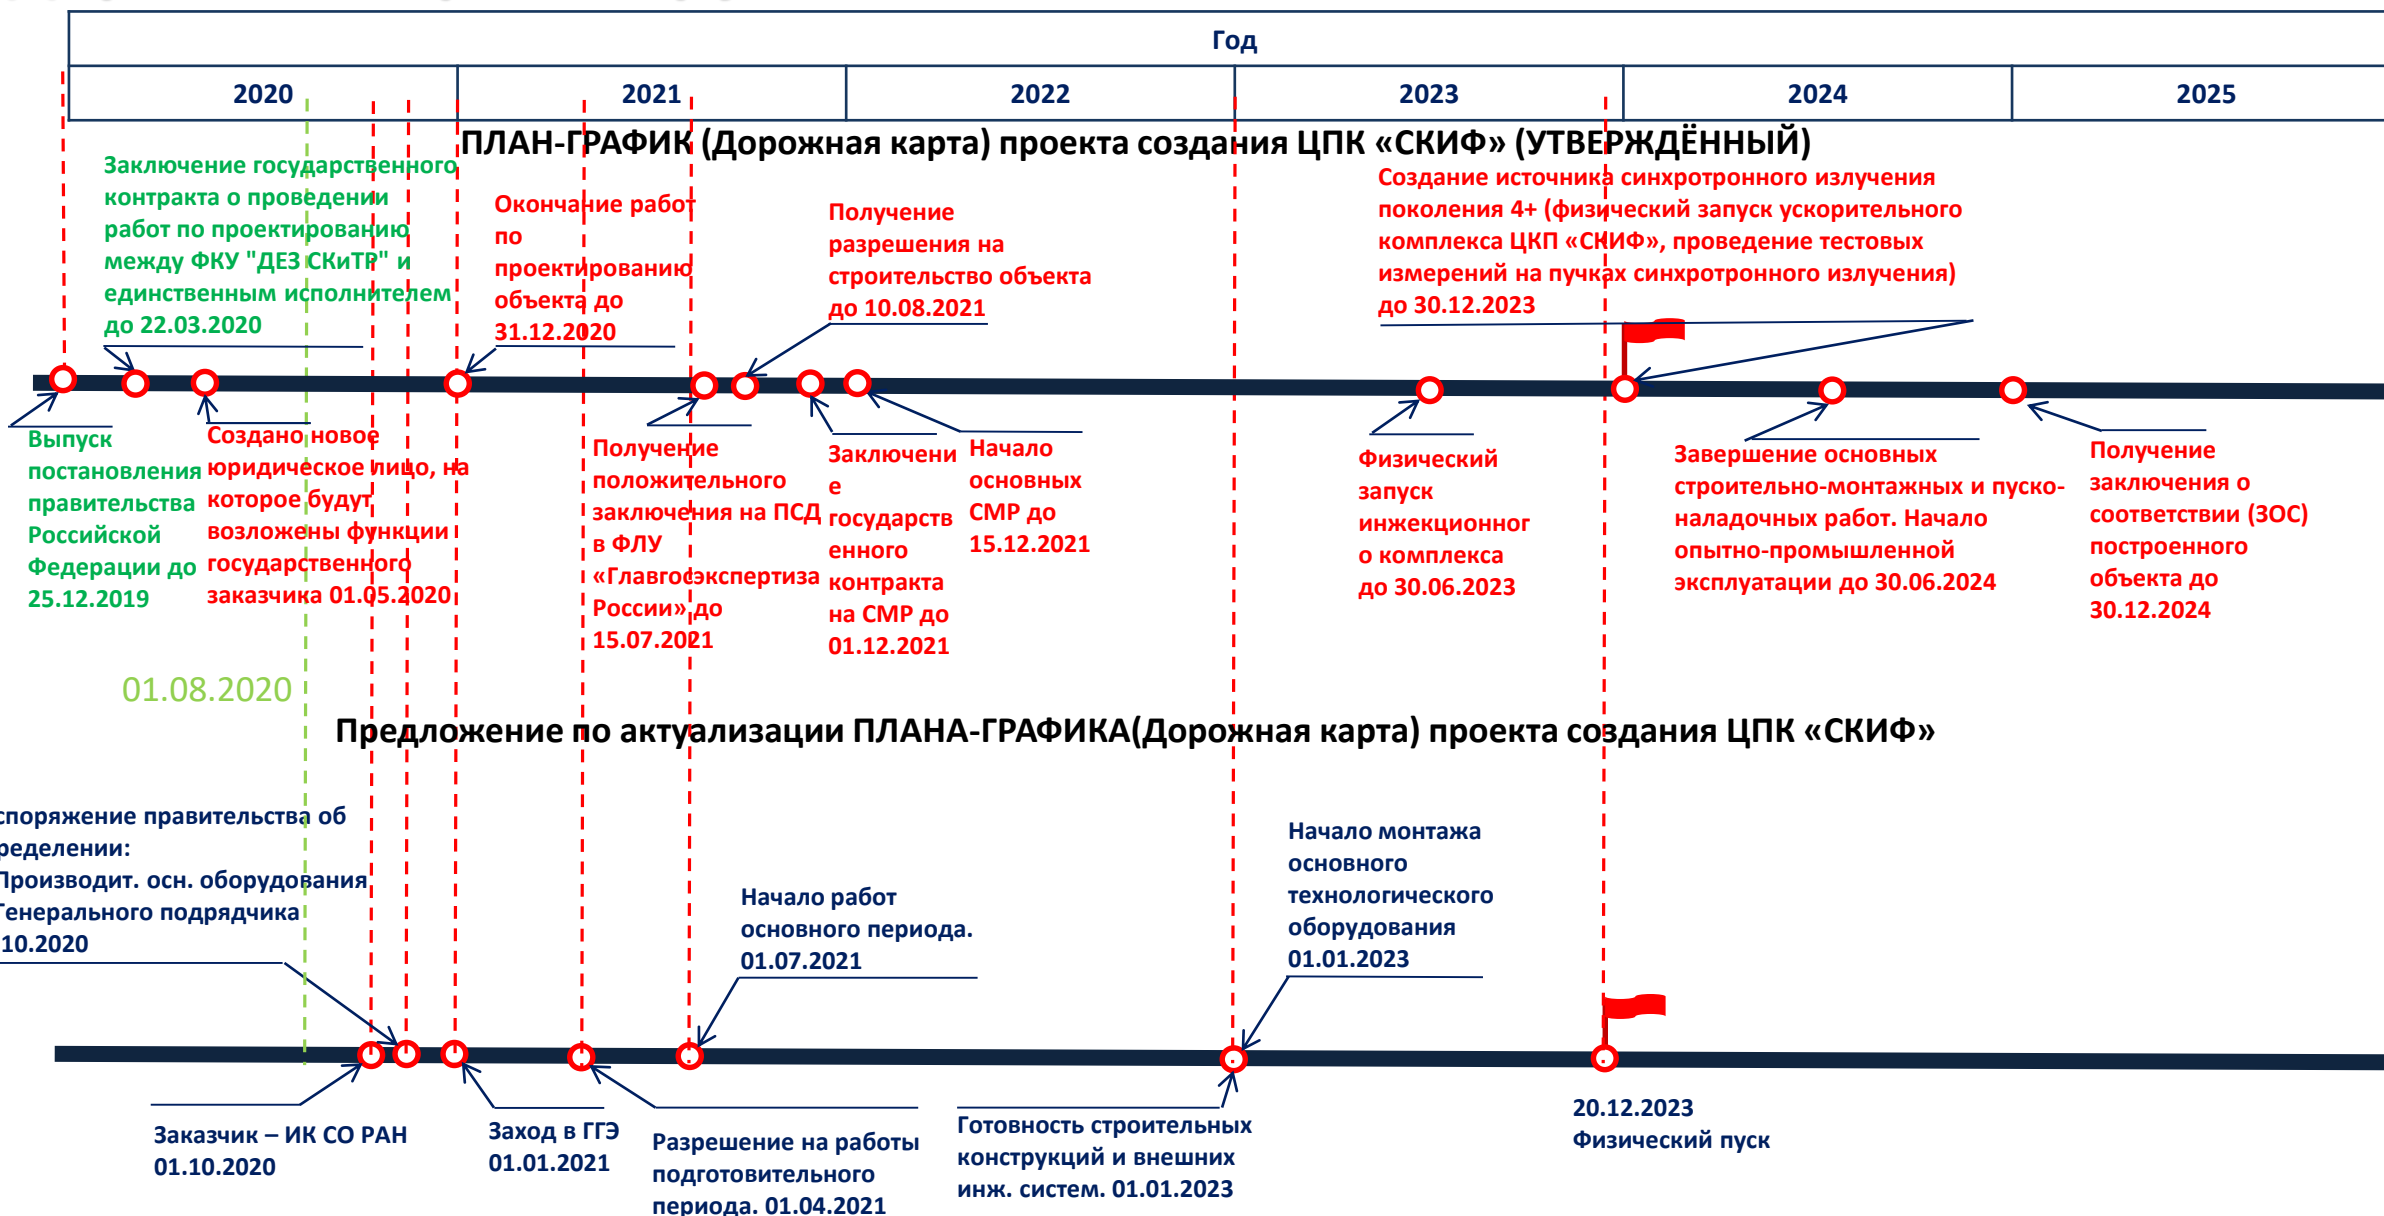 Год
2020
2021
2022
2023
2024
2025
ПЛАН-ГРАФИК (Дорожная карта) проекта создания ЦПК «СКИФ» (УТВЕРЖДЁННЫЙ)
Заключение государственного
контракта о проведении
работ по проектированию
между ФКУ "ДЕЗ СКиТР" и
единственным исполнителем
до 22.03.2020
Окончание работ
по
проектированию
объекта до
31.12.2020
Получение
разрешения на
строительство объекта
до 10.08.2021
Создание источника синхротронного излучения
поколения 4+ (физический запуск ускорительного
комплекса ЦКП «СКИФ», проведение тестовых
измерений на пучках синхротронного излучения)
до 30.12.2023
Выпуск
постановления
правительства
Российской
Федерации до
25.12.2019
Создано новое
юридическое лицо, на
которое будут
возложены функции
государственного
заказчика 01.05.2020
Получение
положительного
заключения на ПСД
в ФЛУ
«Главгосэкспертиза
России» до
15.07.2021
Заключени
е
государств
енного
контракта
на СМР до
01.12.2021
Начало
основных
СМР до
15.12.2021
Физический
запуск
инжекционног
о комплекса
до 30.06.2023
Завершение основных
строительно-монтажных и пуско-
наладочных работ. Начало
опытно-промышленной
эксплуатации до 30.06.2024
Получение
заключения о
соответствии (ЗОС)
построенного
объекта до
30.12.2024
01.08.2020
Предложение по актуализации ПЛАНА-ГРАФИКА(Дорожная карта) проекта создания ЦПК «СКИФ»
споряжение правительства об
ределении:
Производит. осн. оборудования
Генерального подрядчика
10.2020
Начало работ
основного периода.
01.07.2021
Начало монтажа
основного
технологического
оборудования
01.01.2023
Заказчик – ИК СО РАН
01.10.2020
Заход в ГГЭ
01.01.2021
Разрешение на работы
подготовительного
периода. 01.04.2021
Готовность строительных
конструкций и внешних
инж. систем. 01.01.2023
20.12.2023
Физический пуск